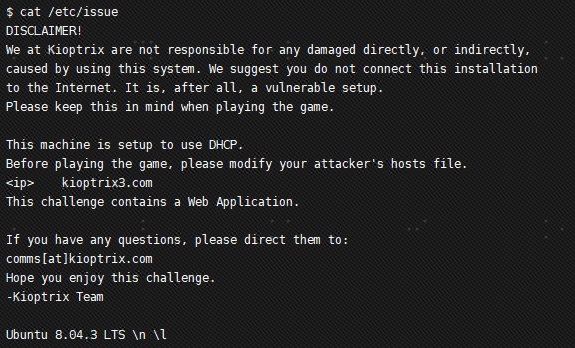 $ cat /etc/issue
DISCLAIMER!
We at Kioptrix are not responsible for any damaged directly, or indirectly,
caused by using this system. We suggest you do not connect this installation
to the Internet. It is, after all, a vulnerable setup.
Please keep this in mind when playing the game.
This machine is setup to use DHCP.
Before playing the game, please modify your attacker's hosts file.
<ip>    kioptrix3.com
This challenge contains a Web Application.
If you have any questions, please direct them to:
comms[at]kioptrix.com
Hope you enjoy this challenge.
-Kioptrix Team
Ubuntu 8.04.3 LTS \n \l